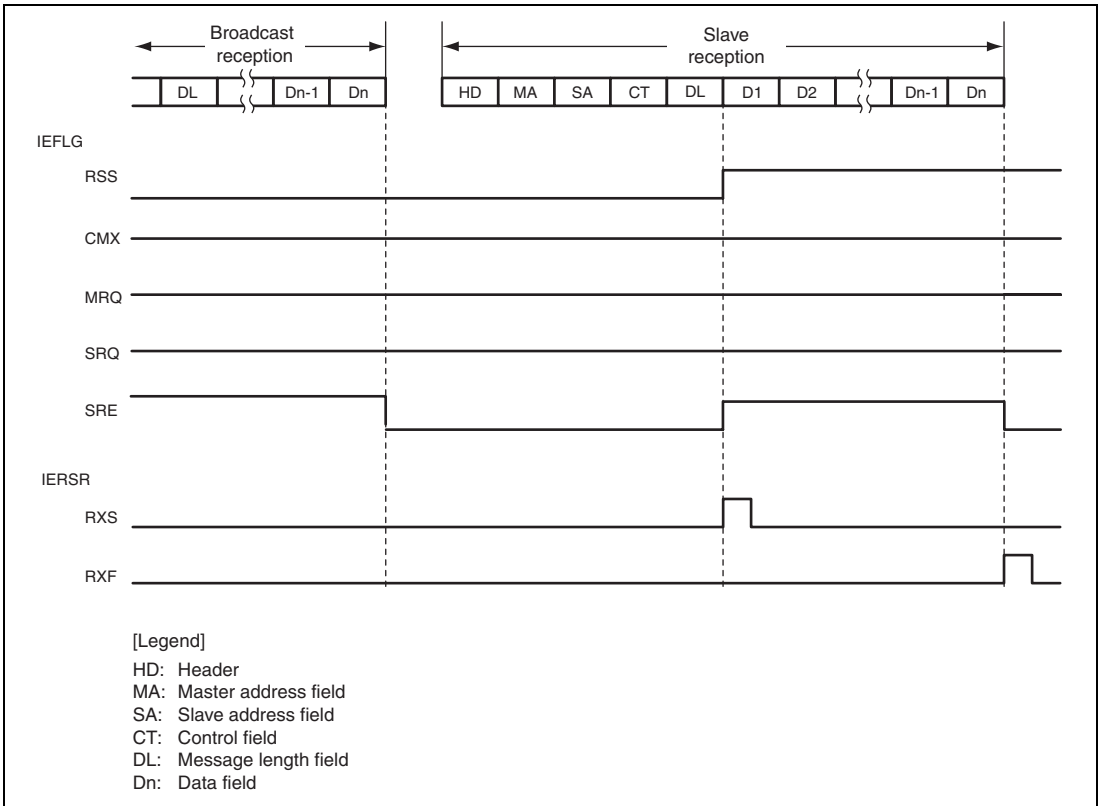 Broadcast
reception
Slave
reception
DL Dn-1 Dn HD MA SA CT DL D1 D2 Dn-1 Dn
IEFLG
RSS
CMX
MRQ
SRQ
SRE
IERSR
RXS
RXF
[Legend]
HD: Header
MA: Master address field
SA: Slave address field
CT: Control field
DL: Message length field
Dn: Data field